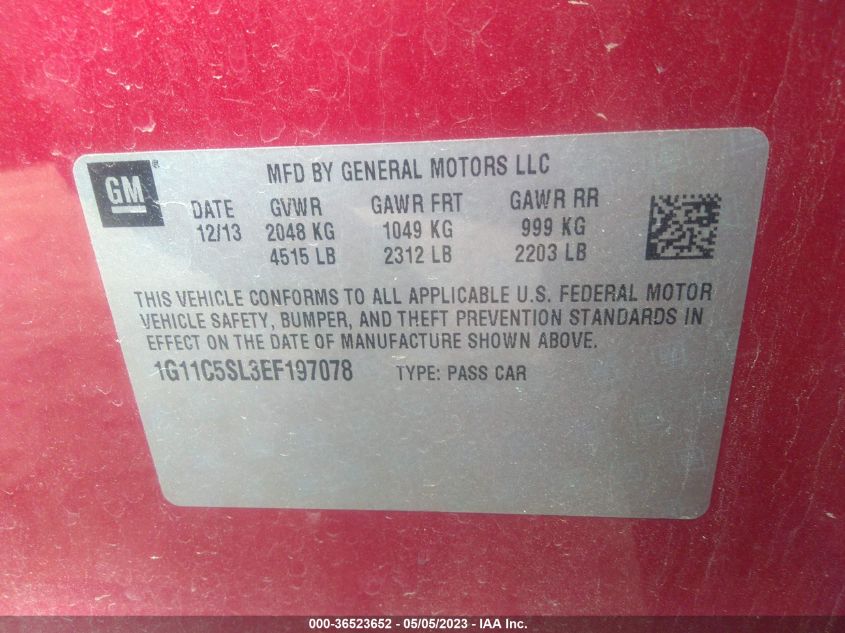 GM®
MFD BY GENERAL MOTORS LLC
DATE GVWR GAWR FRT GAWR RR
12/13 2048 KG 1049 KG 999 KG
4515 LB 2312 LB 2203 LB
THIS VEHICLE CONFORMS TO ALL APPLICABLE U.S. FEDERAL MOTOR
VEHICLE SAFETY, BUMPER, AND THEFT PREVENTION STANDARDS IN
EFFECT ON THE DATE OF MANUFACTURE SHOWN ABOVE.
1G11C5SL3EF197078 TYPE: PASS CAR
000-36523652 / 05/05/2023 - IAA Inc.